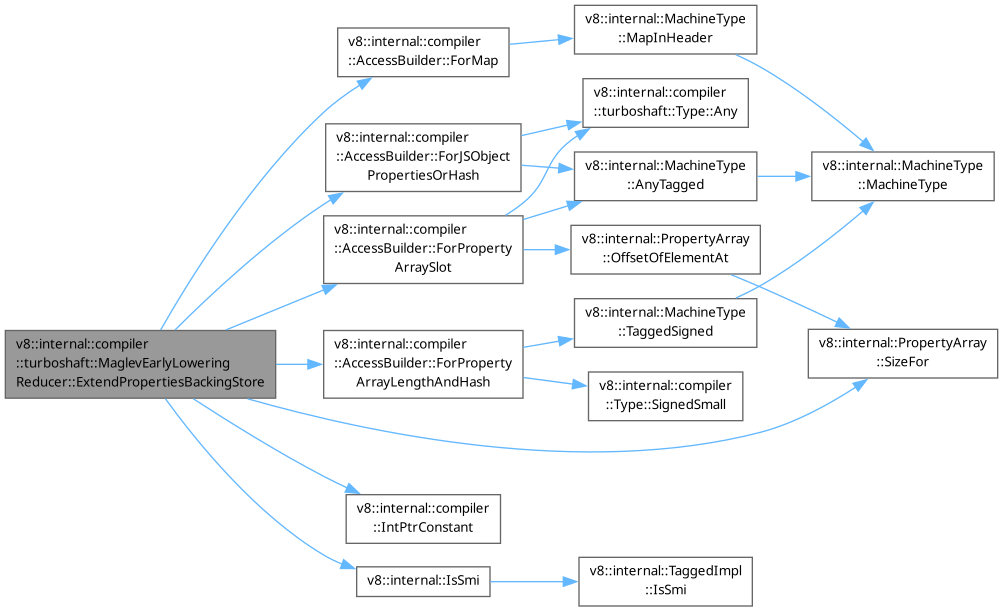 v8::internal::compiler
::turboshaft::MaglevEarlyLowering
Reducer::ExtendPropertiesBackingStore
v8::internal::compiler
::AccessBuilder::ForMap
v8::internal::MachineType
::MapInHeader
v8::internal::MachineType
::MachineType
v8::internal::compiler
::AccessBuilder::ForJSObject
PropertiesOrHash
v8::internal::compiler
::turboshaft::Type::Any
v8::internal::MachineType
::AnyTagged
v8::internal::compiler
::AccessBuilder::ForProperty
ArraySlot
v8::internal::PropertyArray
::OffsetOfElementAt
v8::internal::PropertyArray
::SizeFor
v8::internal::compiler
::AccessBuilder::ForProperty
ArrayLengthAndHash
v8::internal::MachineType
::TaggedSigned
v8::internal::compiler
::Type::SignedSmall
v8::internal::compiler
::IntPtrConstant
v8::internal::IsSmi
v8::internal::TaggedImpl
::IsSmi